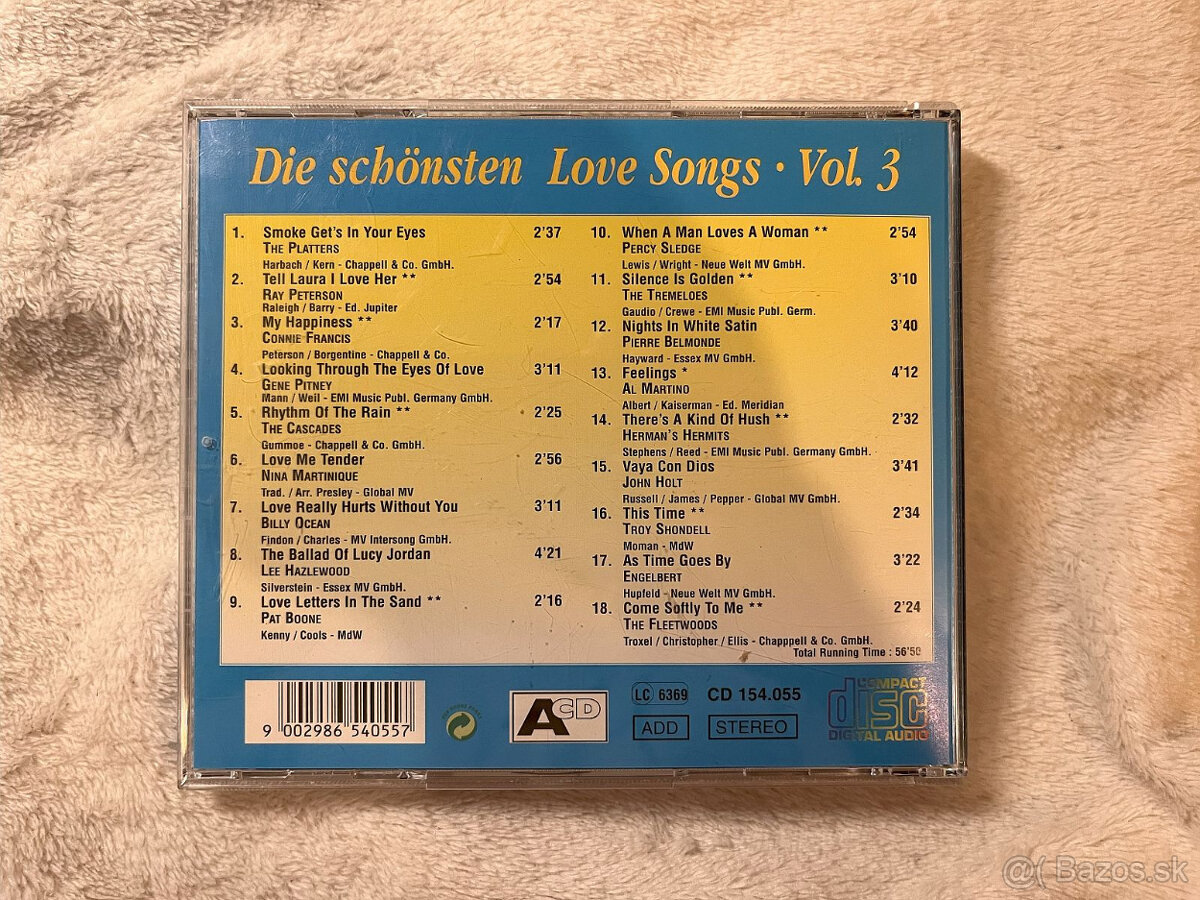 Die schönsten Love Songs · Vol. 3
1. Smoke Get's In Your Eyes 2'37
THE PLATTERS
Harbach / Kern - Chappell & Co. GmbH.
2. Tell Laura I Love Her ** 2'54
RAY PETERSON
Raleigh / Barry - Ed. Jupiter
3. My Happiness ** 2'17
CONNIE FRANCIS
Peterson / Borgentine - Chappell & Co.
4. Looking Through The Eyes Of Love 3'11
GENE PITNEY
Mann / Weil - EMI Music Publ. Germany GmbH.
5. Rhythm Of The Rain ** 2'25
THE CASCADES
Gummoe - Chappell & Co. GmbH.
6. Love Me Tender 2'56
NINA MARTINIQUE
Trad. / Arr. Presley - Global MV
7. Love Really Hurts Without You 3'11
BILLY OCEAN
Findon / Charles - MV Intersong GmbH.
8. The Ballad Of Lucy Jordan 4'21
LEE HAZLEWOOD
Silverstein - Essex MV GmbH.
9. Love Letters In The Sand ** 2'16
PAT BOONE
Kenny / Cools - MdW
10. When A Man Loves A Woman ** 2'54
PERCY SLEDGE
Lewis / Wright - Neue Welt MV GmbH.
11. Silence Is Golden ** 3'10
THE TREMELOES
Gaudio / Crewe - EMI Music Publ. Germ.
12. Nights In White Satin 3'40
PIERRE BELMONDE
Hayward - Essex MV GmbH.
13. Feelings * 4'12
AL MARTINO
Albert / Kaiserman - Ed. Meridian
14. There's A Kind Of Hush ** 2'32
HERMAN'S HERMITS
Stephens / Reed - EMI Music Publ. Germany GmbH.
15. Vaya Con Dios 3'41
JOHN HOLT
Russell / James / Pepper - Global MV GmbH.
16. This Time ** 2'34
TROY SHONDELL
Moman - MdW
17. As Time Goes By 3'22
ENGELBERT
Hupfeld - Neue Welt MV GmbH.
18. Come Softly To Me ** 2'24
THE FLEETWOODS
Troxel / Christopher / Ellis - Chapppell & Co. GmbH.
Total Running Time : 56'58
9 002986 540557
ACD
LC 6369 CD 154.055
ADD STEREO
COMPACT
disc
DIGITAL AUDIO
@( Bazos.sk